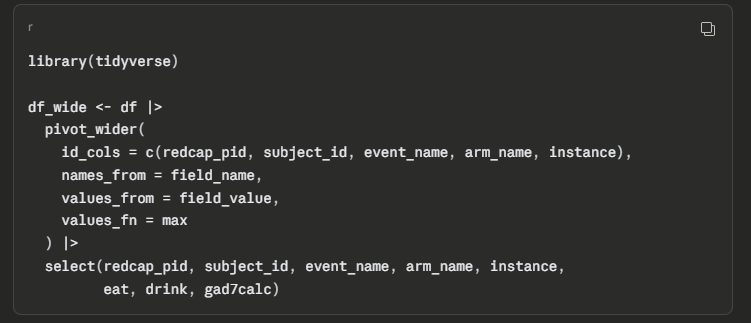 r
library(tidyverse)
df_wide <- df |>
  pivot_wider(
    id_cols = c(redcap_pid, subject_id, event_name, arm_name, instance),
    names_from = field_name,
    values_from = field_value,
    values_fn = max
  ) |>
  select(redcap_pid, subject_id, event_name, arm_name, instance,
         eat, drink, gad7calc)